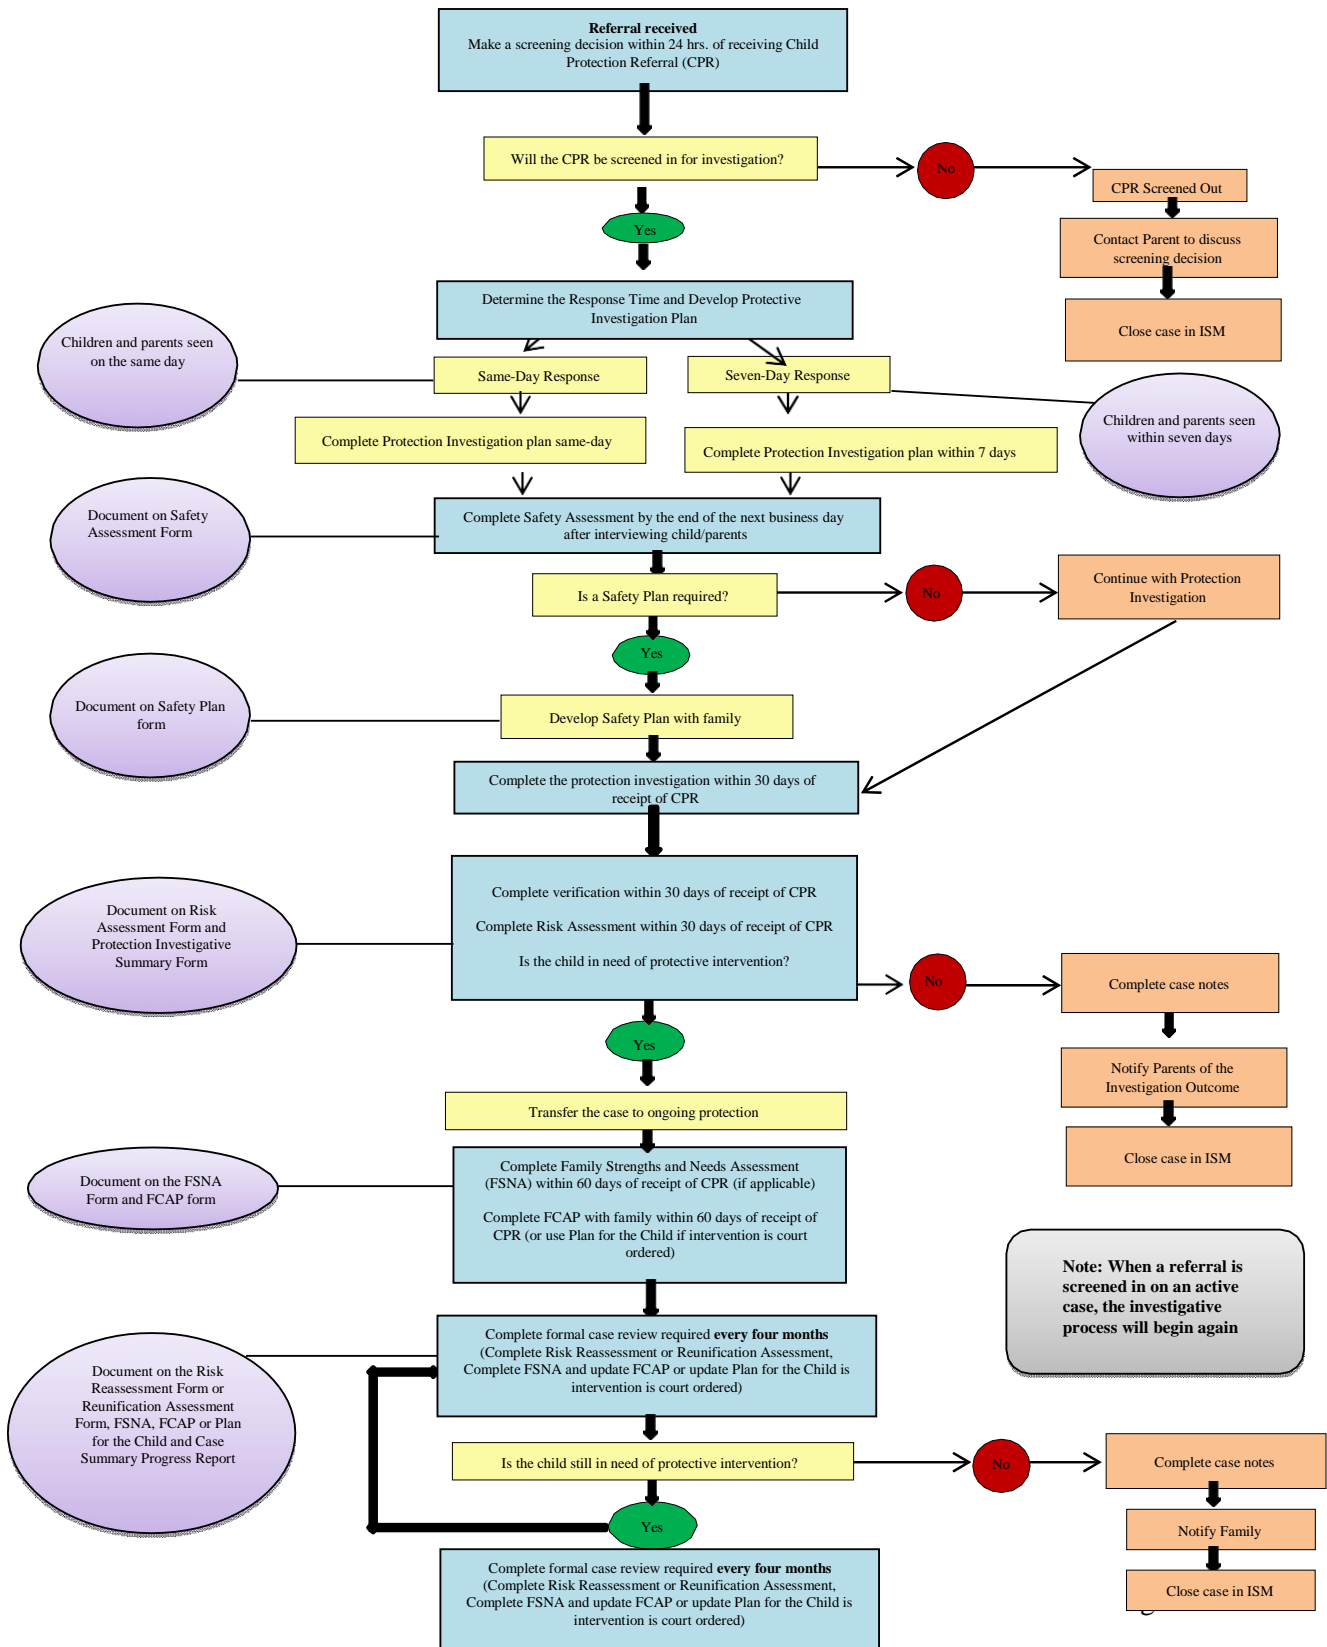 Referral received
Make a screening decision within 24 hrs. of receiving Child
Protection Referral (CPR)
Will the CPR be screened in for investigation?
No
CPR Screened Out
Yes
Contact Parent to discuss
screening decision
Determine the Response Time and Develop Protective
Investigation Plan
Close case in ISM
Children and parents seen
on the same day
Same-Day Response
Seven-Day Response
Children and parents seen
within seven days
Complete Protection Investigation plan same-day
Complete Protection Investigation plan within 7 days
Document on Safety
Assessment Form
Complete Safety Assessment by the end of the next business day
after interviewing child/parents
Is a Safety Plan required?
No
Continue with Protection
Investigation
Yes
Document on Safety Plan
form
Develop Safety Plan with family
Complete the protection investigation within 30 days of
receipt of CPR
Document on Risk
Assessment Form and
Protection Investigative
Summary Form
Complete verification within 30 days of receipt of CPR
Complete Risk Assessment within 30 days of receipt of CPR
Is the child in need of protective intervention?
No
Complete case notes
Yes
Notify Parents of the
Investigation Outcome
Transfer the case to ongoing protection
Close case in ISM
Document on the FSNA
Form and FCAP form
Complete Family Strengths and Needs Assessment
(FSNA) within 60 days of receipt of CPR (if applicable)
Complete FCAP with family within 60 days of receipt of
CPR (or use Plan for the Child if intervention is court
ordered)
Note: When a referral is
screened in on an active
case, the investigative
process will begin again
Document on the Risk
Reassessment Form or
Reunification Assessment
Form, FSNA, FCAP or Plan
for the Child and Case
Summary Progress Report
Complete formal case review required every four months
(Complete Risk Reassessment or Reunification Assessment,
Complete FSNA and update FCAP or update Plan for the Child is
intervention is court ordered)
Is the child still in need of protective intervention?
No
Complete case notes
Yes
Notify Family
Complete formal case review required every four months
(Complete Risk Reassessment or Reunification Assessment,
Complete FSNA and update FCAP or update Plan for the Child is
intervention is court ordered)
Close case in ISM